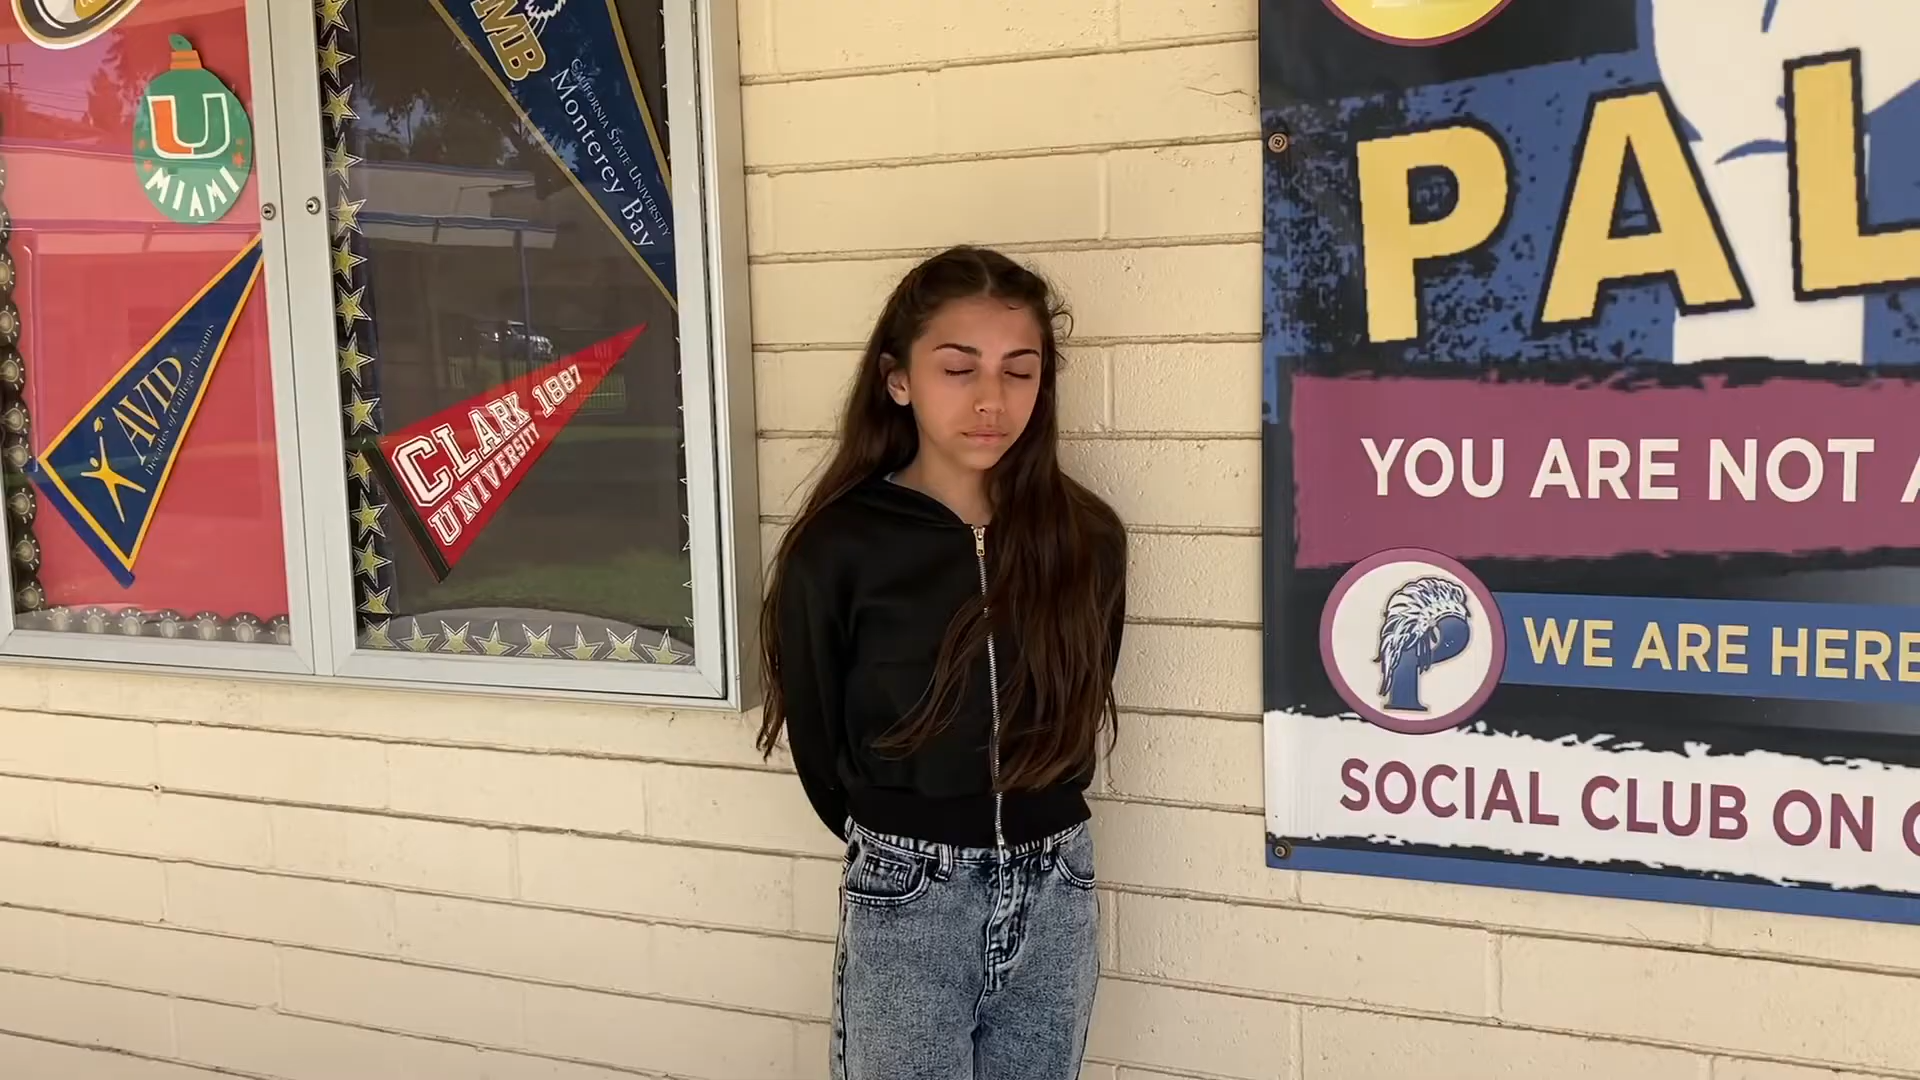 U
MIAMI
AVID
Decades of College Dreams
MB
CALIFORNIA STATE UNIVERSITY
Monterey Bay
CLARK 1887
UNIVERSITY
PAL
YOU ARE NOT A
WE ARE HERE
P
SOCIAL CLUB ON